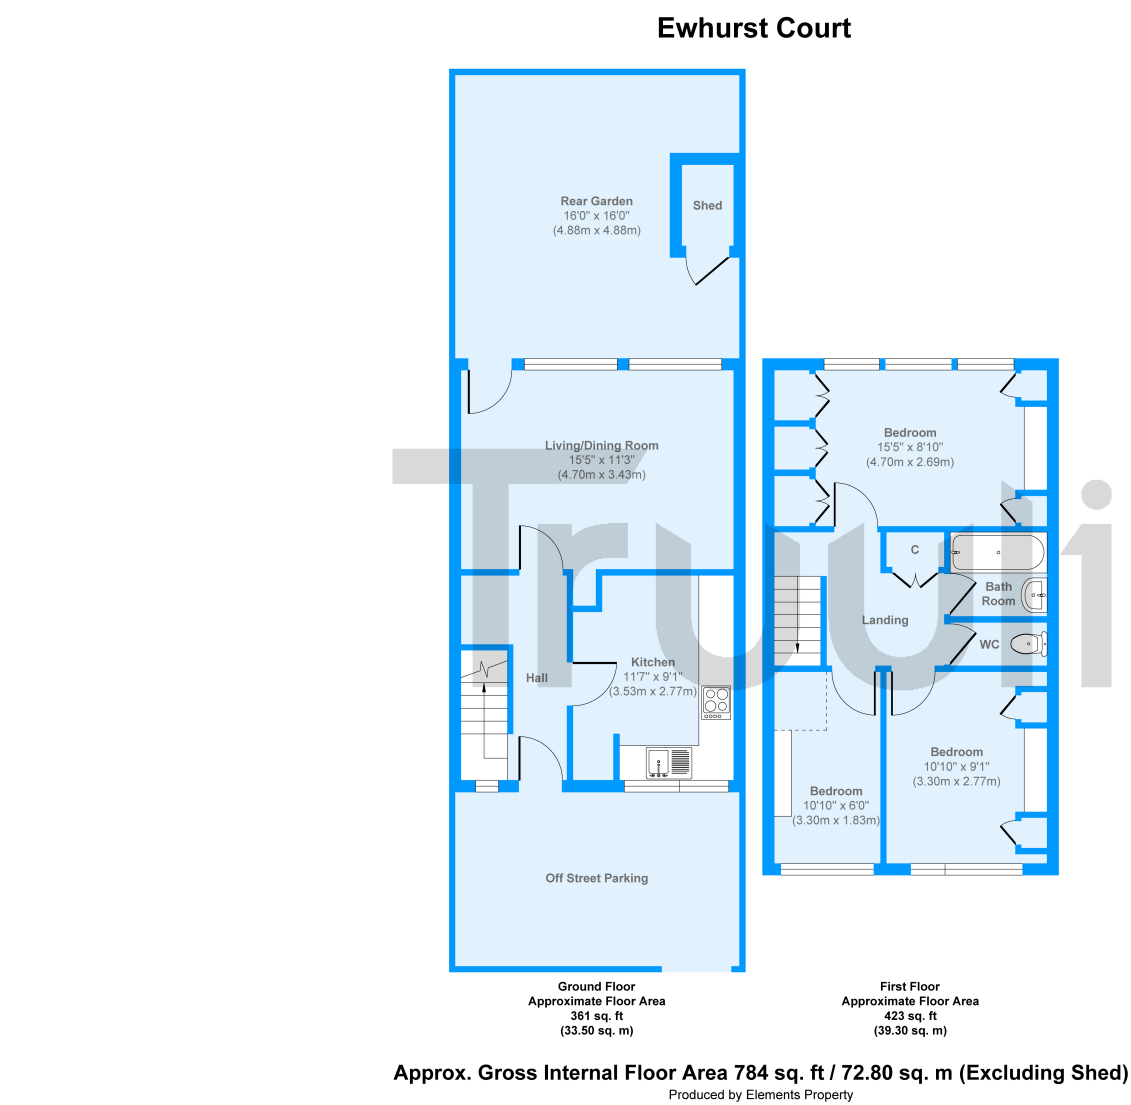 Ewhurst Court
Rear Garden
16'0" x 16'0"
(4.88m x 4.88m)
Shed
Living/Dining Room
15'5" x 11'3"
(4.70m x 3.43m)
Kitchen
11'7" x 9'1"
(3.53m x 2.77m)
Hall
Off Street Parking
Bedroom
15'5" x 8'10"
(4.70m x 2.69m)
C
Bath
Room
Landing
WC
Bedroom
10'10" x 9'1"
(3.30m x 2.77m)
Bedroom
10'10" x 6'0"
(3.30m x 1.83m)
Truuli
Ground Floor
Approximate Floor Area
361 sq. ft
(33.50 sq. m)
First Floor
Approximate Floor Area
423 sq. ft
(39.30 sq. m)
Approx. Gross Internal Floor Area 784 sq. ft / 72.80 sq. m (Excluding Shed)
Produced by Elements Property